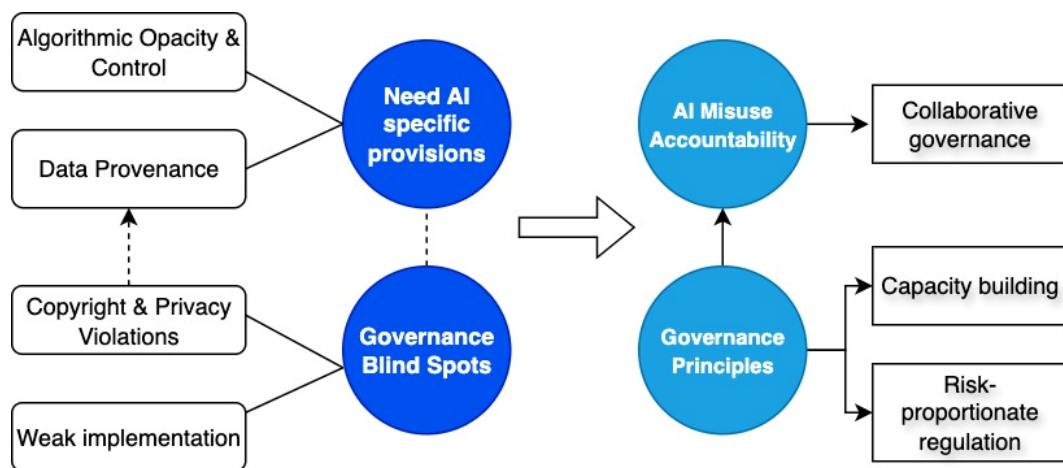 Algorithmic Opacity &
Control
Data Provenance
Copyright & Privacy
Violations
Weak implementation
Need AI
specific
provisions
Governance
Blind Spots
AI Misuse
Accountability
Governance
Principles
Collaborative
governance
Capacity building
Risk-
proportionate
regulation